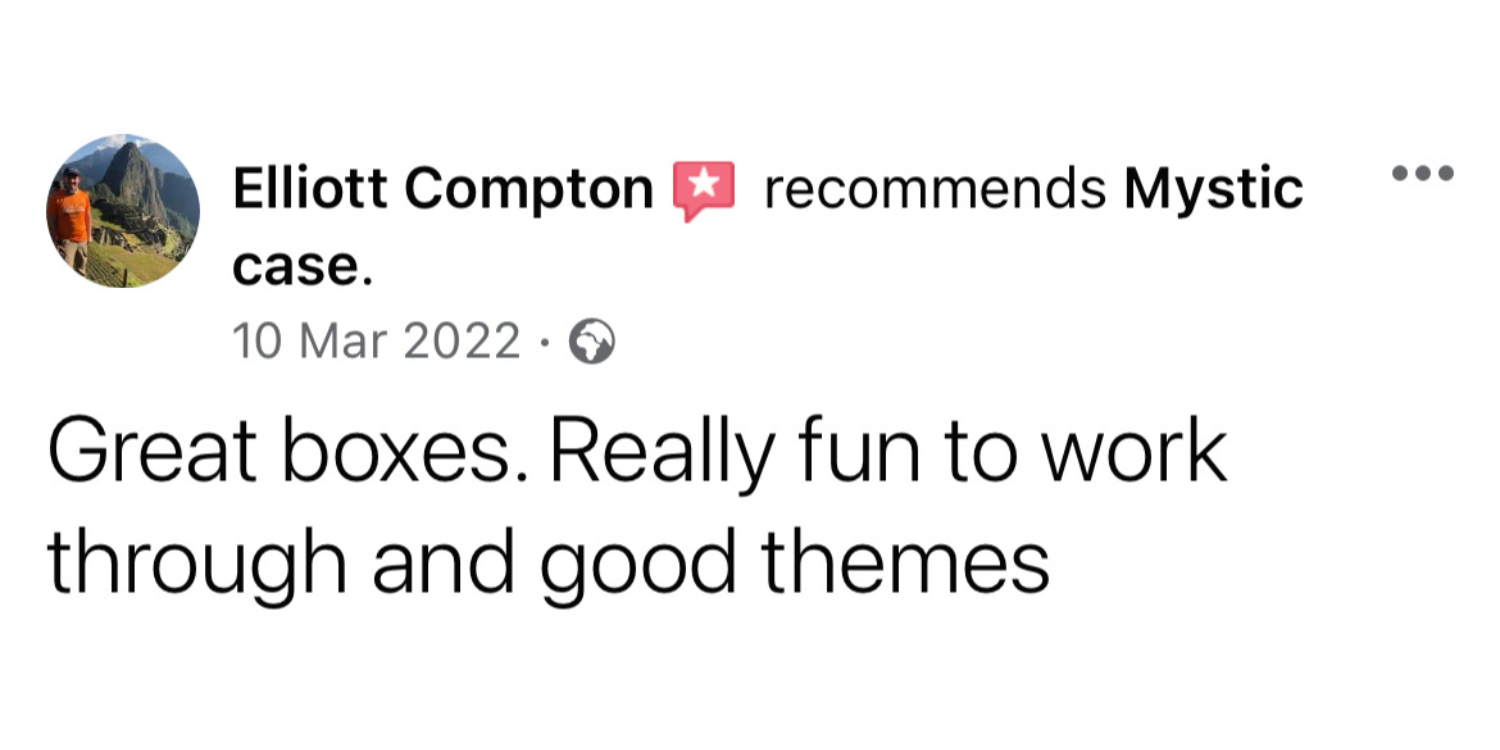 Elliott Compton recommends Mystic
case.
10 Mar 2022 ·
Great boxes. Really fun to work
through and good themes